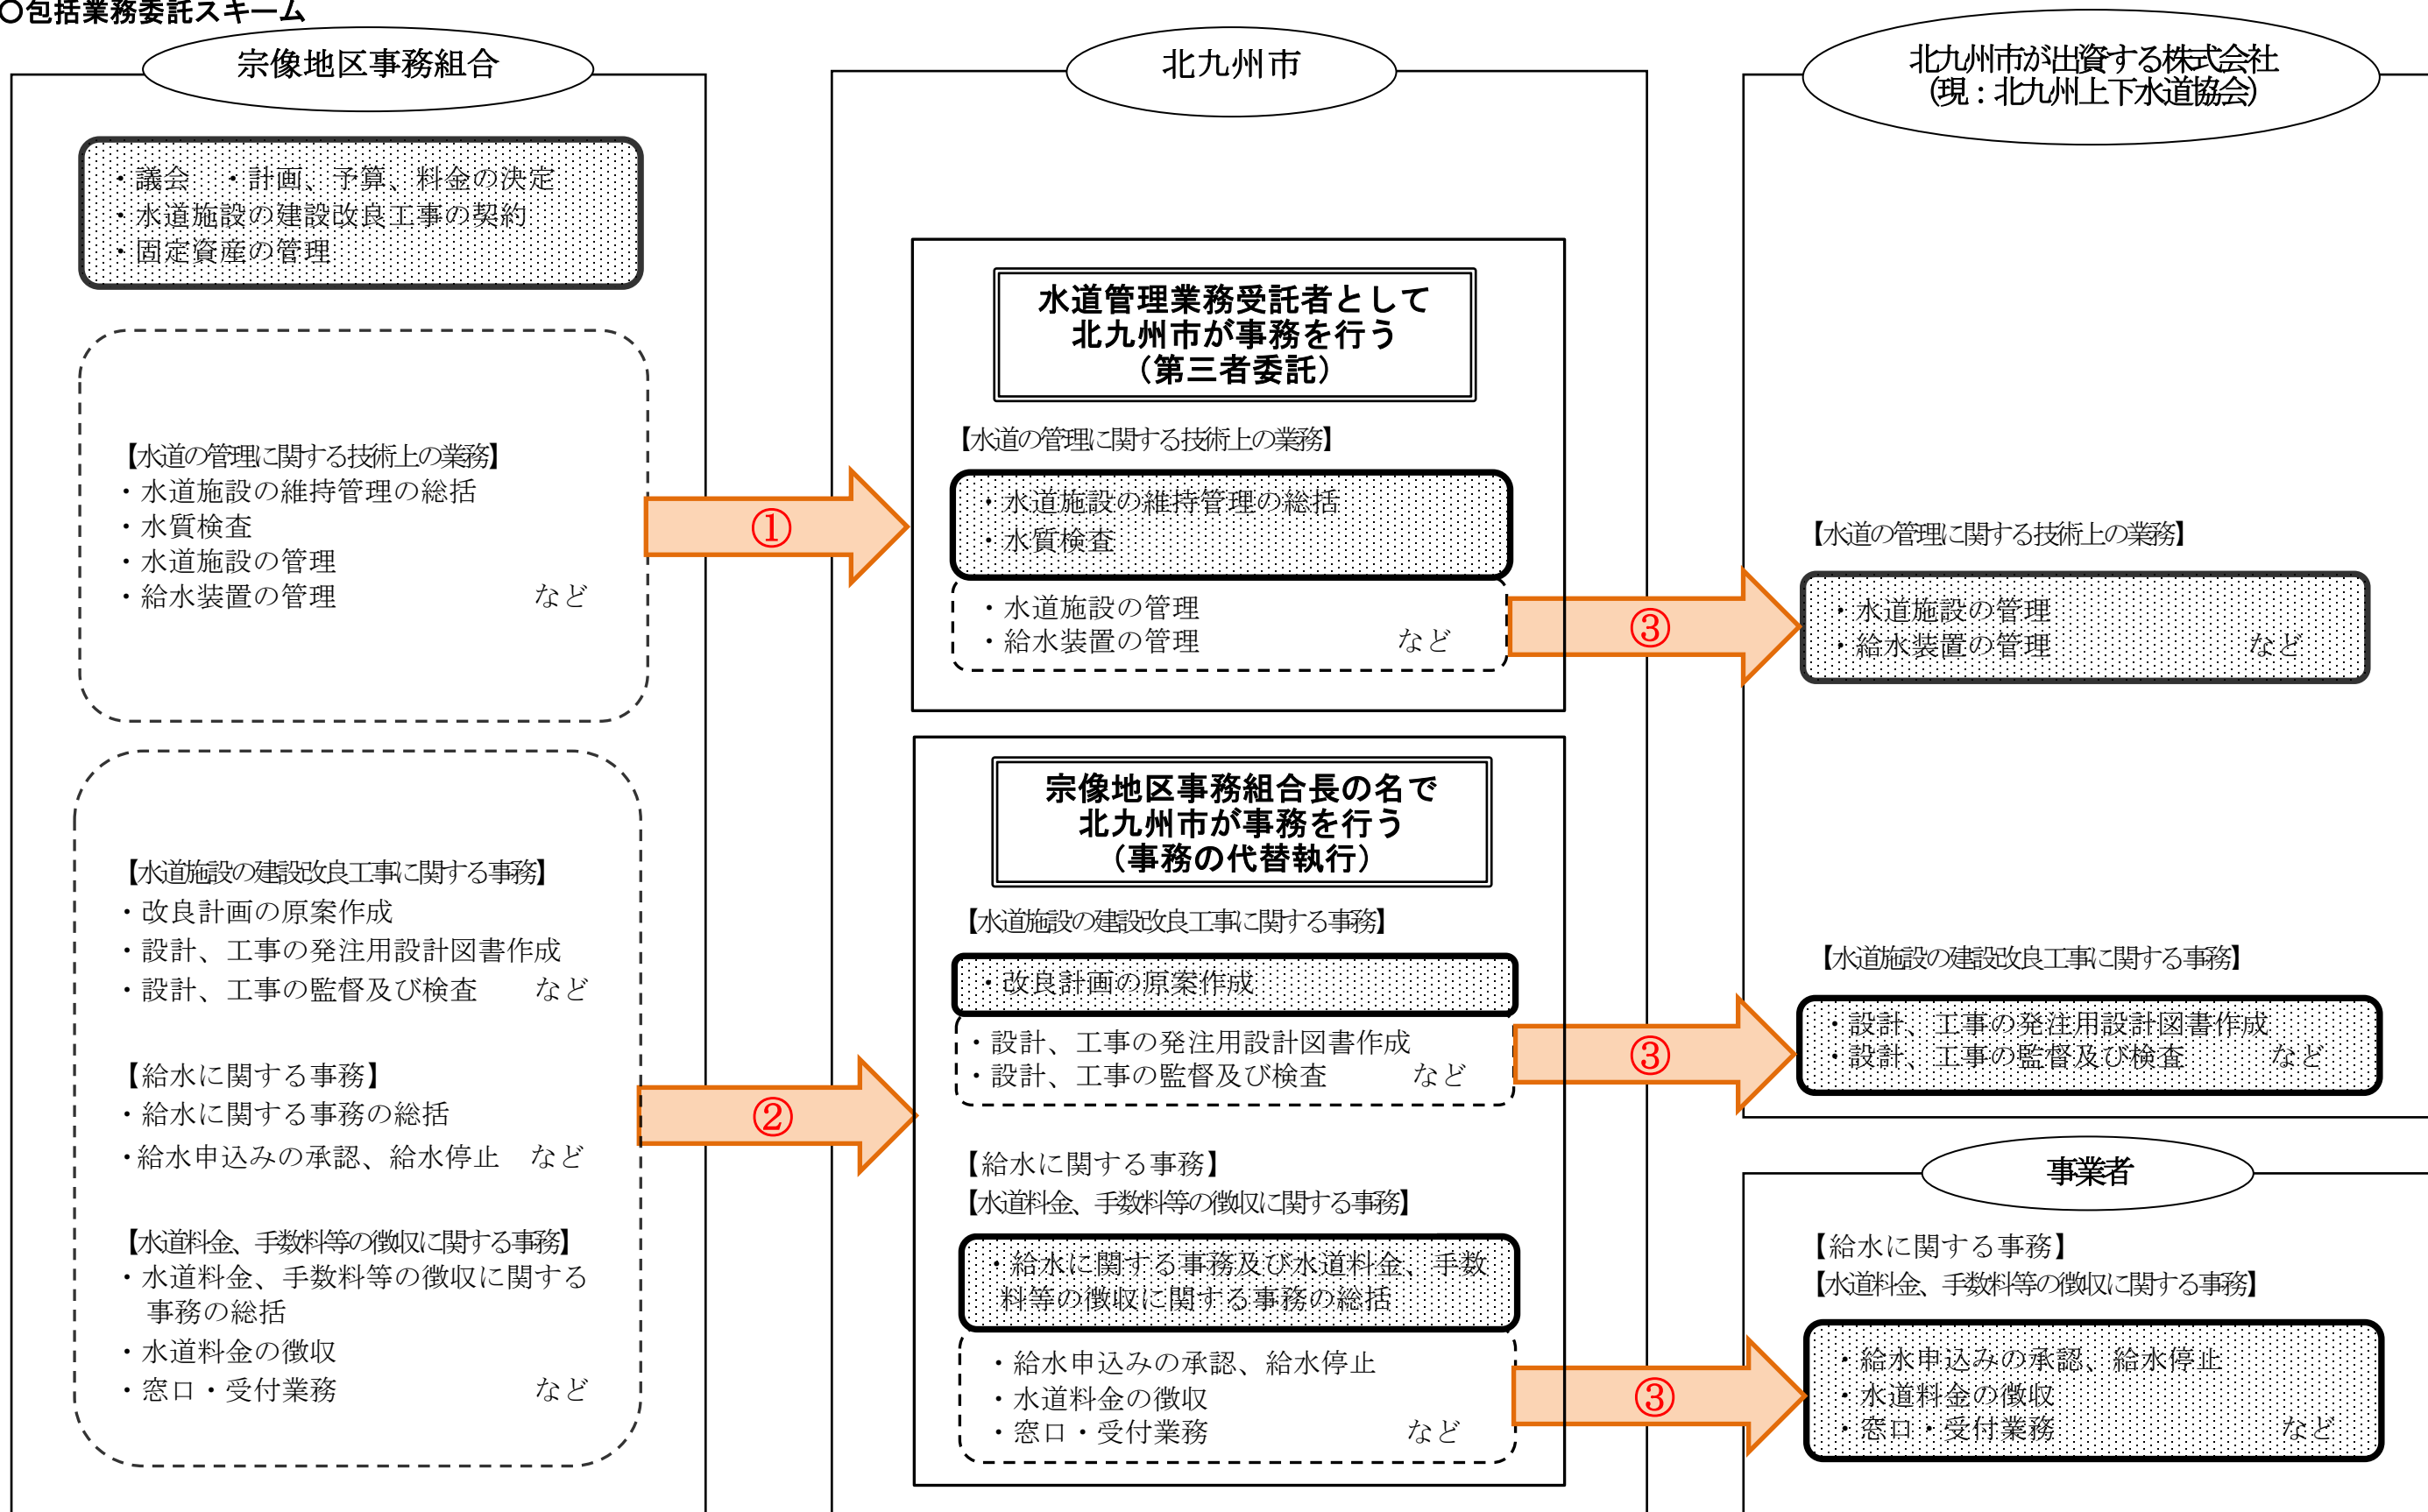 〇包括業務委託スキーム
宗像地区事務組合
・議会　・計画、予算、料金の決定
・水道施設の建設改良工事の契約
・固定資産の管理
【水道の管理に関する技術上の業務】
・水道施設の維持管理の総括
・水質検査
・水道施設の管理
・給水装置の管理　など
【水道施設の建設改良工事に関する事務】
・改良計画の原案作成
・設計、工事の発注用設計図書作成
・設計、工事の監督及び検査　など
【給水に関する事務】
・給水に関する事務の総括
・給水申込みの承認、給水停止　など
【水道料金、手数料等の徴収に関する事務】
・水道料金、手数料等の徴収に関する
事務の総括
・水道料金の徴収
・窓口・受付業務　など
①
②
北九州市
水道管理業務受託者として
北九州市が事務を行う
（第三者委託）
【水道の管理に関する技術上の業務】
・水道施設の維持管理の総括
・水質検査
・水道施設の管理
・給水装置の管理　など
宗像地区事務組合長の名で
北九州市が事務を行う
（事務の代替執行）
【水道施設の建設改良工事に関する事務】
・改良計画の原案作成
・設計、工事の発注用設計図書作成
・設計、工事の監督及び検査　など
【給水に関する事務】
【水道料金、手数料等の徴収に関する事務】
・給水に関する事務及び水道料金、手数
料等の徴収に関する事務の総括
・給水申込みの承認、給水停止
・水道料金の徴収
・窓口・受付業務　など
③
③
③
北九州市が出資する株式会社
（現：北九州上下水道協会）
【水道の管理に関する技術上の業務】
・水道施設の管理
・給水装置の管理　など
【水道施設の建設改良工事に関する事務】
・設計、工事の発注用設計図書作成
・設計、工事の監督及び検査　など
事業者
【給水に関する事務】
【水道料金、手数料等の徴収に関する事務】
・給水申込みの承認、給水停止
・水道料金の徴収
・窓口・受付業務　など